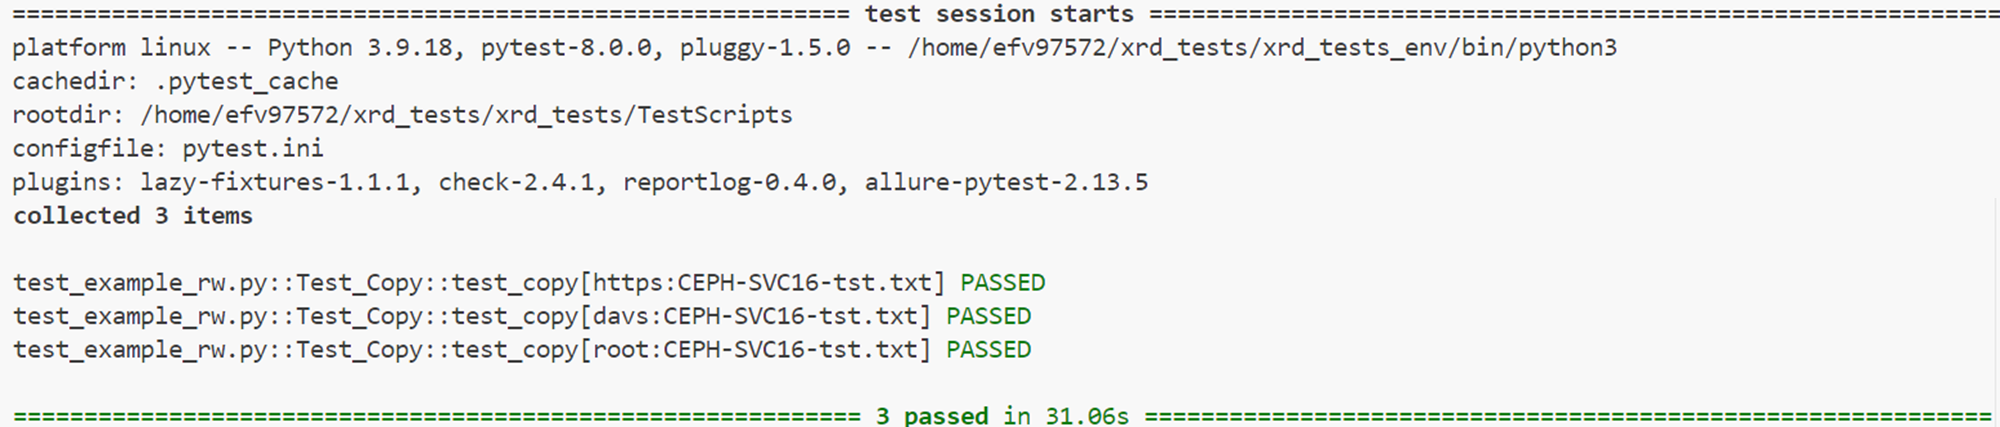 =========================================================== test session starts ============================================================
platform linux -- Python 3.9.18, pytest-8.0.0, pluggy-1.5.0 -- /home/efv97572/xrd_tests/xrd_tests_env/bin/python3
cachedir: .pytest_cache
rootdir: /home/efv97572/xrd_tests/xrd_tests/TestScripts
configfile: pytest.ini
plugins: lazy-fixtures-1.1.1, check-2.4.1, reportlog-0.4.0, allure-pytest-2.13.5
collected 3 items
test_example_rw.py::Test_Copy::test_copy[https:CEPH-SVC16-tst.txt] PASSED
test_example_rw.py::Test_Copy::test_copy[davs:CEPH-SVC16-tst.txt] PASSED
test_example_rw.py::Test_Copy::test_copy[root:CEPH-SVC16-tst.txt] PASSED
============================================================ 3 passed in 31.06s ============================================================